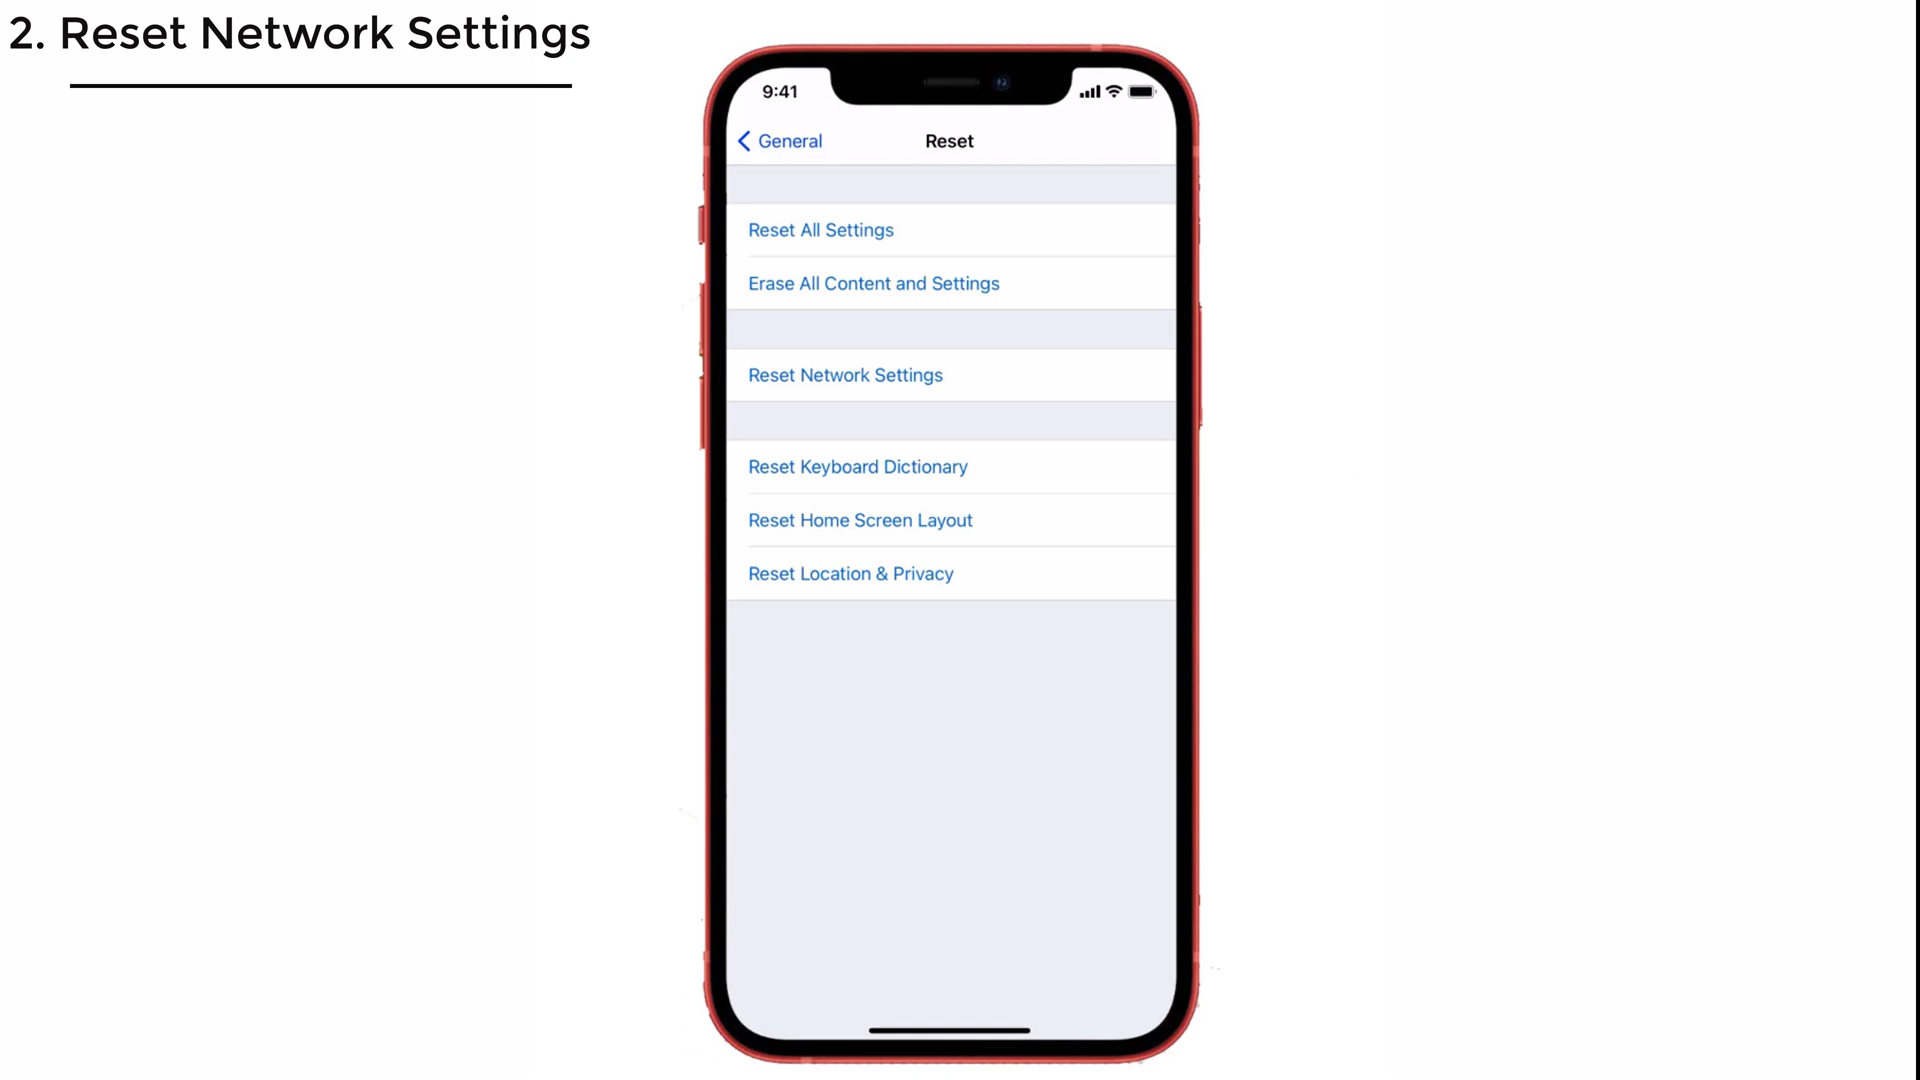 2. Reset Network Settings
9:41
General
Reset
Reset All Settings
Erase All Content and Settings
Reset Network Settings
Reset Keyboard Dictionary
Reset Home Screen Layout
Reset Location & Privacy